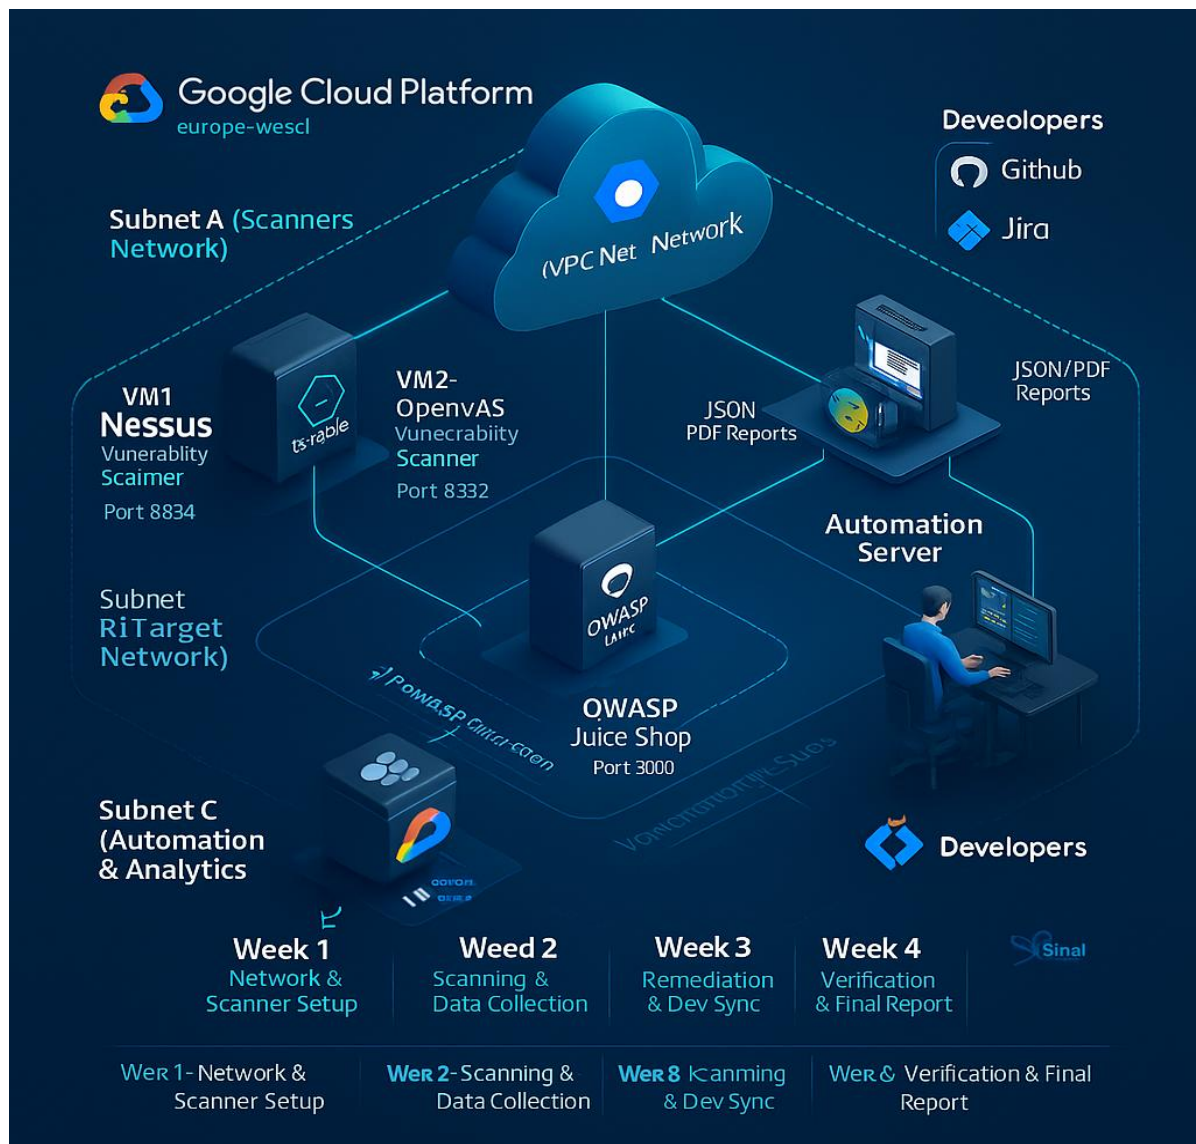 Google Cloud Platform
europe-wescl
Deveolopers
Github
Jira
Subnet A (Scanners
Network)
(VPC Net Network
VM1
Nessus
Vunerablity
Scaimer
Port 8834
VM2-
OpenvAS
Vunecrabiity
Scanner
Port 8332
JSON
PDF Reports
JSON/PDF
Reports
Automation
Server
Subnet
RiTarget
Network)
OWASP
OWASP
Juice Shop
Port 3000
Subnet C
(Automation
& Analytics
Developers
Week 1
Network &
Scanner Setup
Weed 2
Scanning &
Data Collection
Week 3
Remediation
& Dev Sync
Week 4
Verification
& Final Report
Sinal
Wer 1- Network &
Scanner Setup
Wer 2- Scanning &
Data Collection
Wer 8 Kcanming
& Dev Sync
Wer & Verification & Final
Report